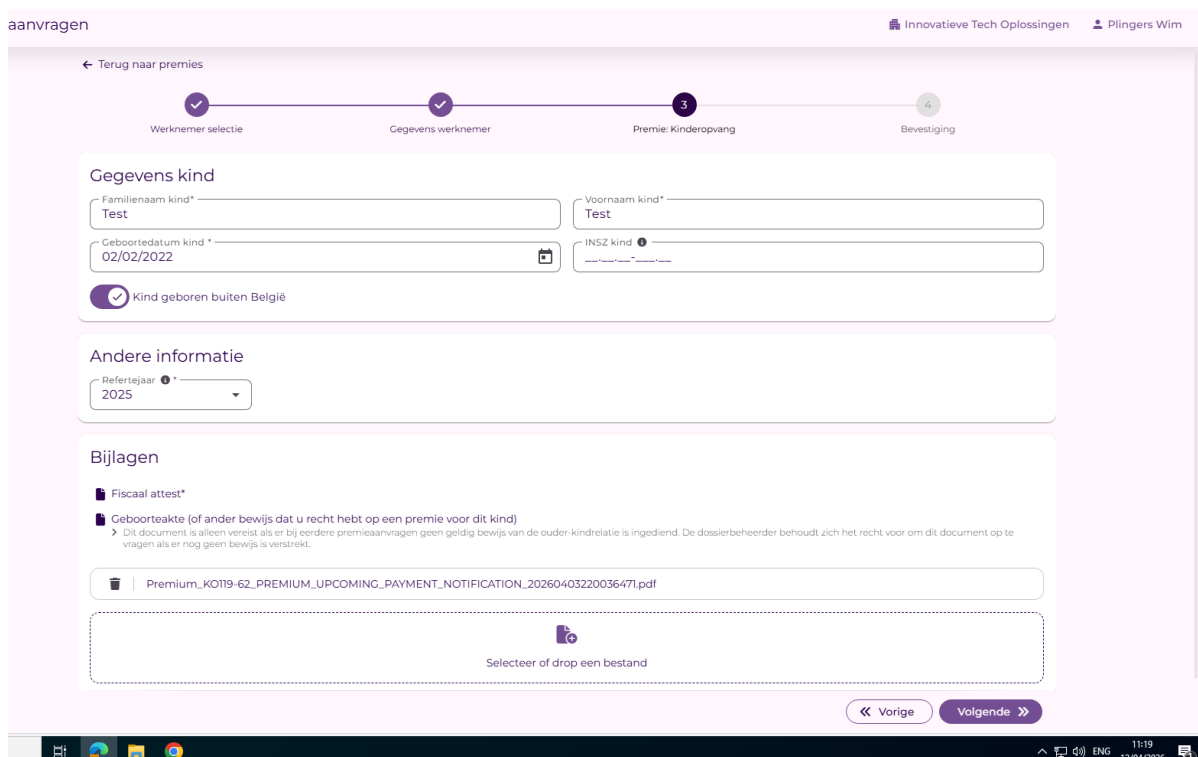 aanvragen
Innovatieve Tech Oplossingen
Plingers Wim
Terug naar premies
3
4
Werknemer selectie
Gegevens werknemer
Premie: Kinderopvang
Bevestiging
Gegevens kind
Familienaam kind*
Test
Voornaam kind*
Test
Geboortedatum kind *
02/02/2022
INSZ kind
__.__.__-___.__
Kind geboren buiten België
Andere informatie
Refertejaar *
2025
Bijlagen
Fiscaal attest*
Geboorteakte (of ander bewijs dat u recht hebt op een premie voor dit kind)
Dit document is alleen vereist als er bij eerdere premieaanvragen geen geldig bewijs van de ouder-kindrelatie is ingediend. De dossierbeheerder behoudt zich het recht voor om dit document op te
vragen als er nog geen bewijs is verstrekt.
Premium_KO119-62_PREMIUM_UPCOMING_PAYMENT_NOTIFICATION_20260403220036471.pdf
Selecteer of drop een bestand
Vorige
Volgende
ENG
11:19